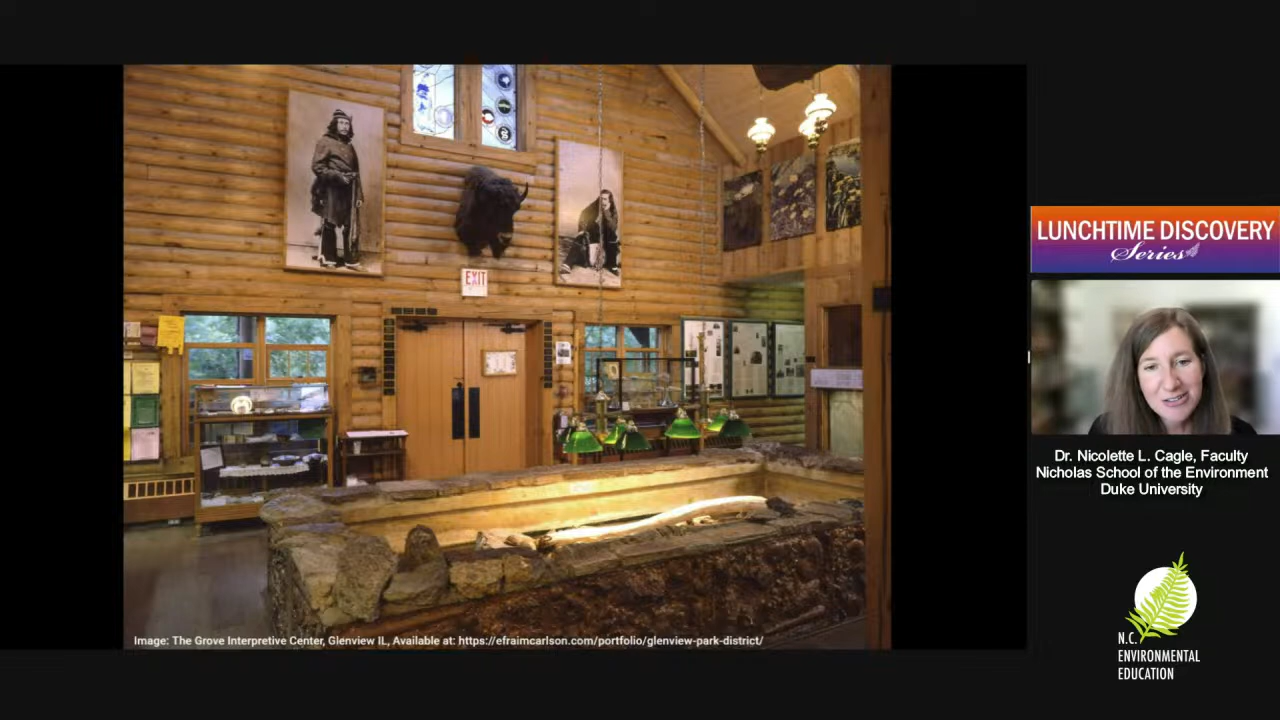 EXIT
Image: The Grove Interpretive Center, Glenview IL, Available at: https://efraimcarlson.com/portfolio/glenview-park-district/
LUNCHTIME DISCOVERY
Series
Dr. Nicolette L. Cagle, Faculty
Nicholas School of the Environment
Duke University
N.C.
ENVIRONMENTAL
EDUCATION